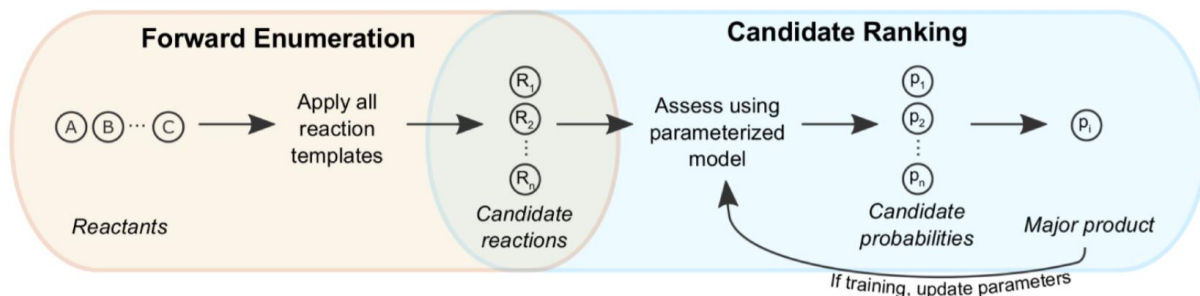 Forward Enumeration
Candidate Ranking
A B ··· C
Reactants
Apply all
reaction
templates
R1
R2
⋮
Rn
Candidate
reactions
Assess using
parameterized
model
p1
p2
⋮
pn
Candidate
probabilities
pi
Major product
If training, update parameters